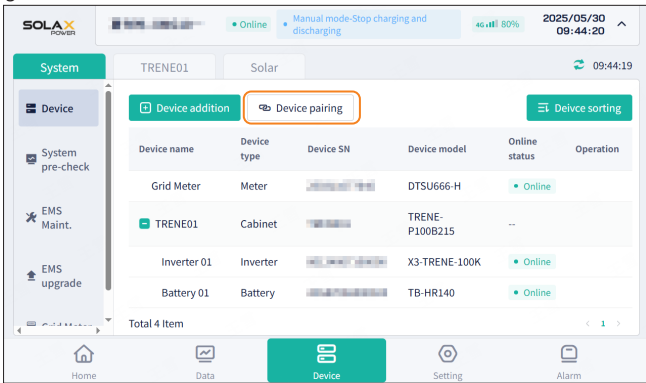 SOLAX
POWER
Online
Manual mode-Stop charging and
discharging
4G 80%
2025/05/30
09:44:20
System
TRENE01
Solar
09:44:19
Device
Device addition
Device pairing
Deivce sorting
Device name
Device
type
Device SN
Device model
Online
status
Operation
System
pre-check
Grid Meter
Meter
DTSU666-H
Online
EMS
Maint.
TRENE01
Cabinet
TRENE-
P100B215
--
Inverter 01
Inverter
X3-TRENE-100K
Online
EMS
upgrade
Battery 01
Battery
TB-HR140
Online
Grid Meter
Total 4 Item
1
Home
Data
Device
Setting
Alarm